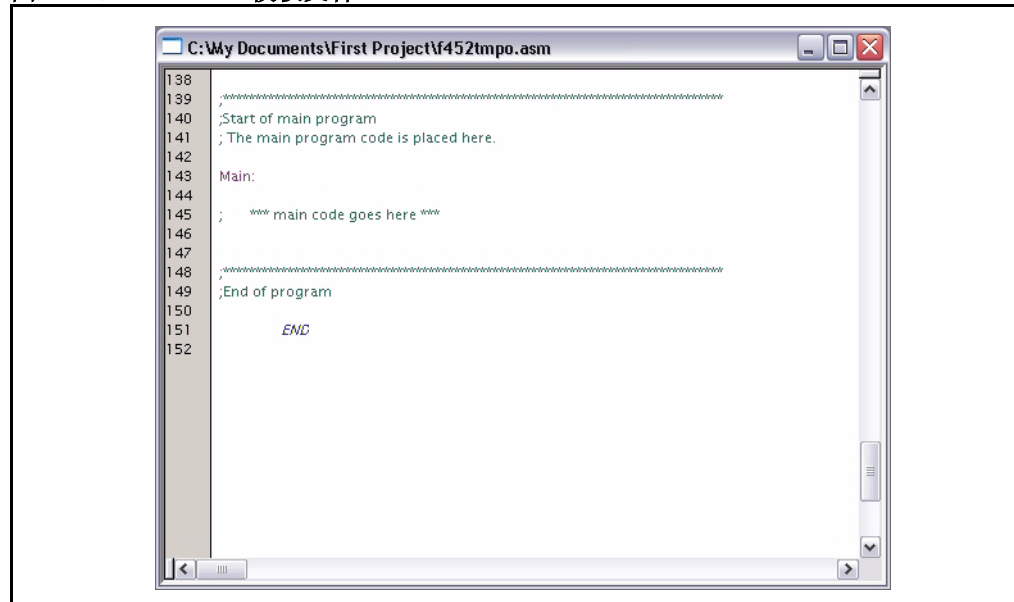 C:\My Documents\First Project\f452tmpo.asm
138
139 ;******************************************************************************
140 ;Start of main program
141 ; The main program code is placed here.
142
143 Main:
144
145 ; *** main code goes here ***
146
147
148 ;******************************************************************************
149 ;End of program
150
151 END
152